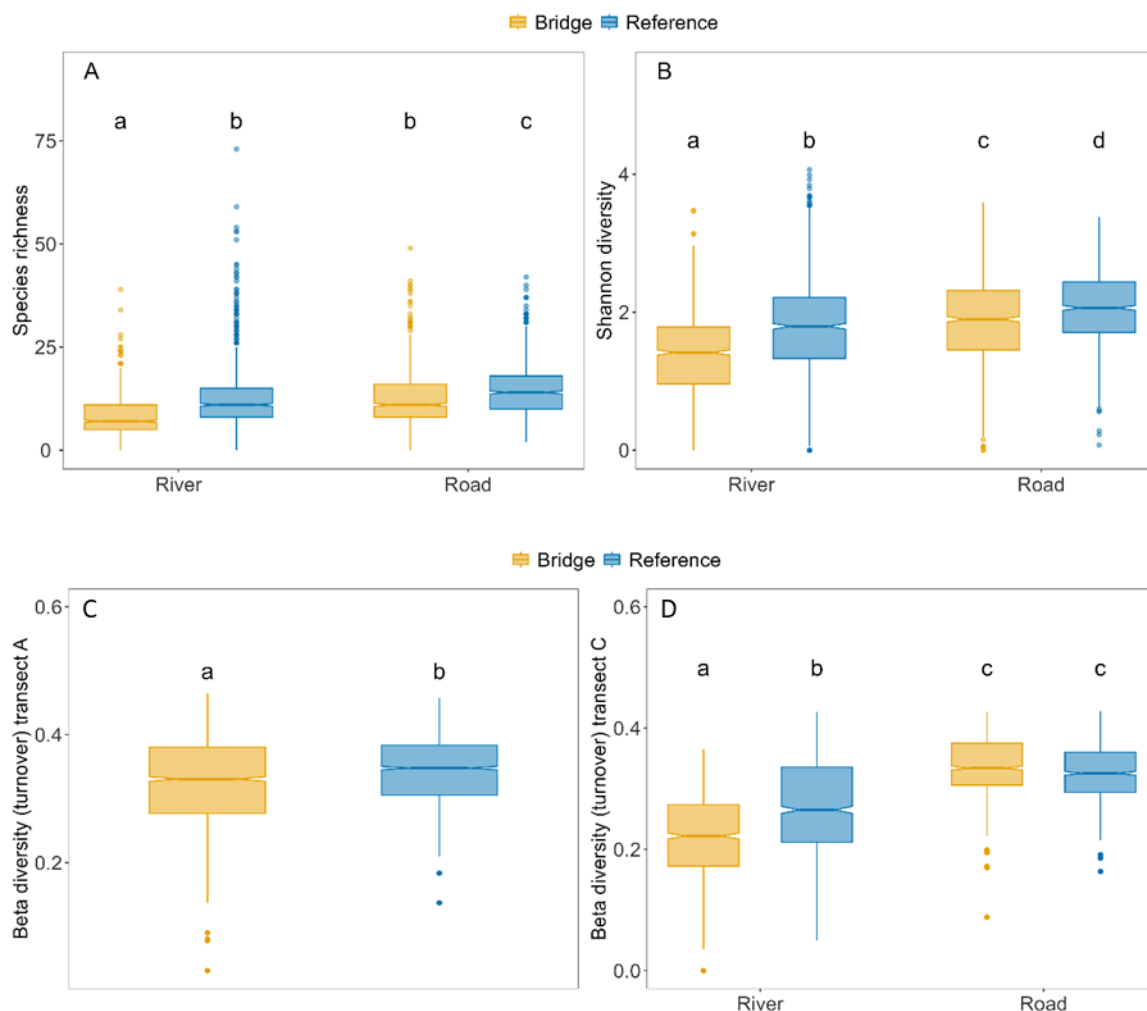 Bridge Reference
A
B
a b b c
a b c d
Species richness
75
50
25
0
River Road
Shannon diversity
4
2
0
River Road
Bridge Reference
C
D
a b
a b c c
Beta diversity (turnover) transect A
0.6
0.4
0.2
Beta diversity (turnover) transect C
0.6
0.4
0.2
0.0
River Road